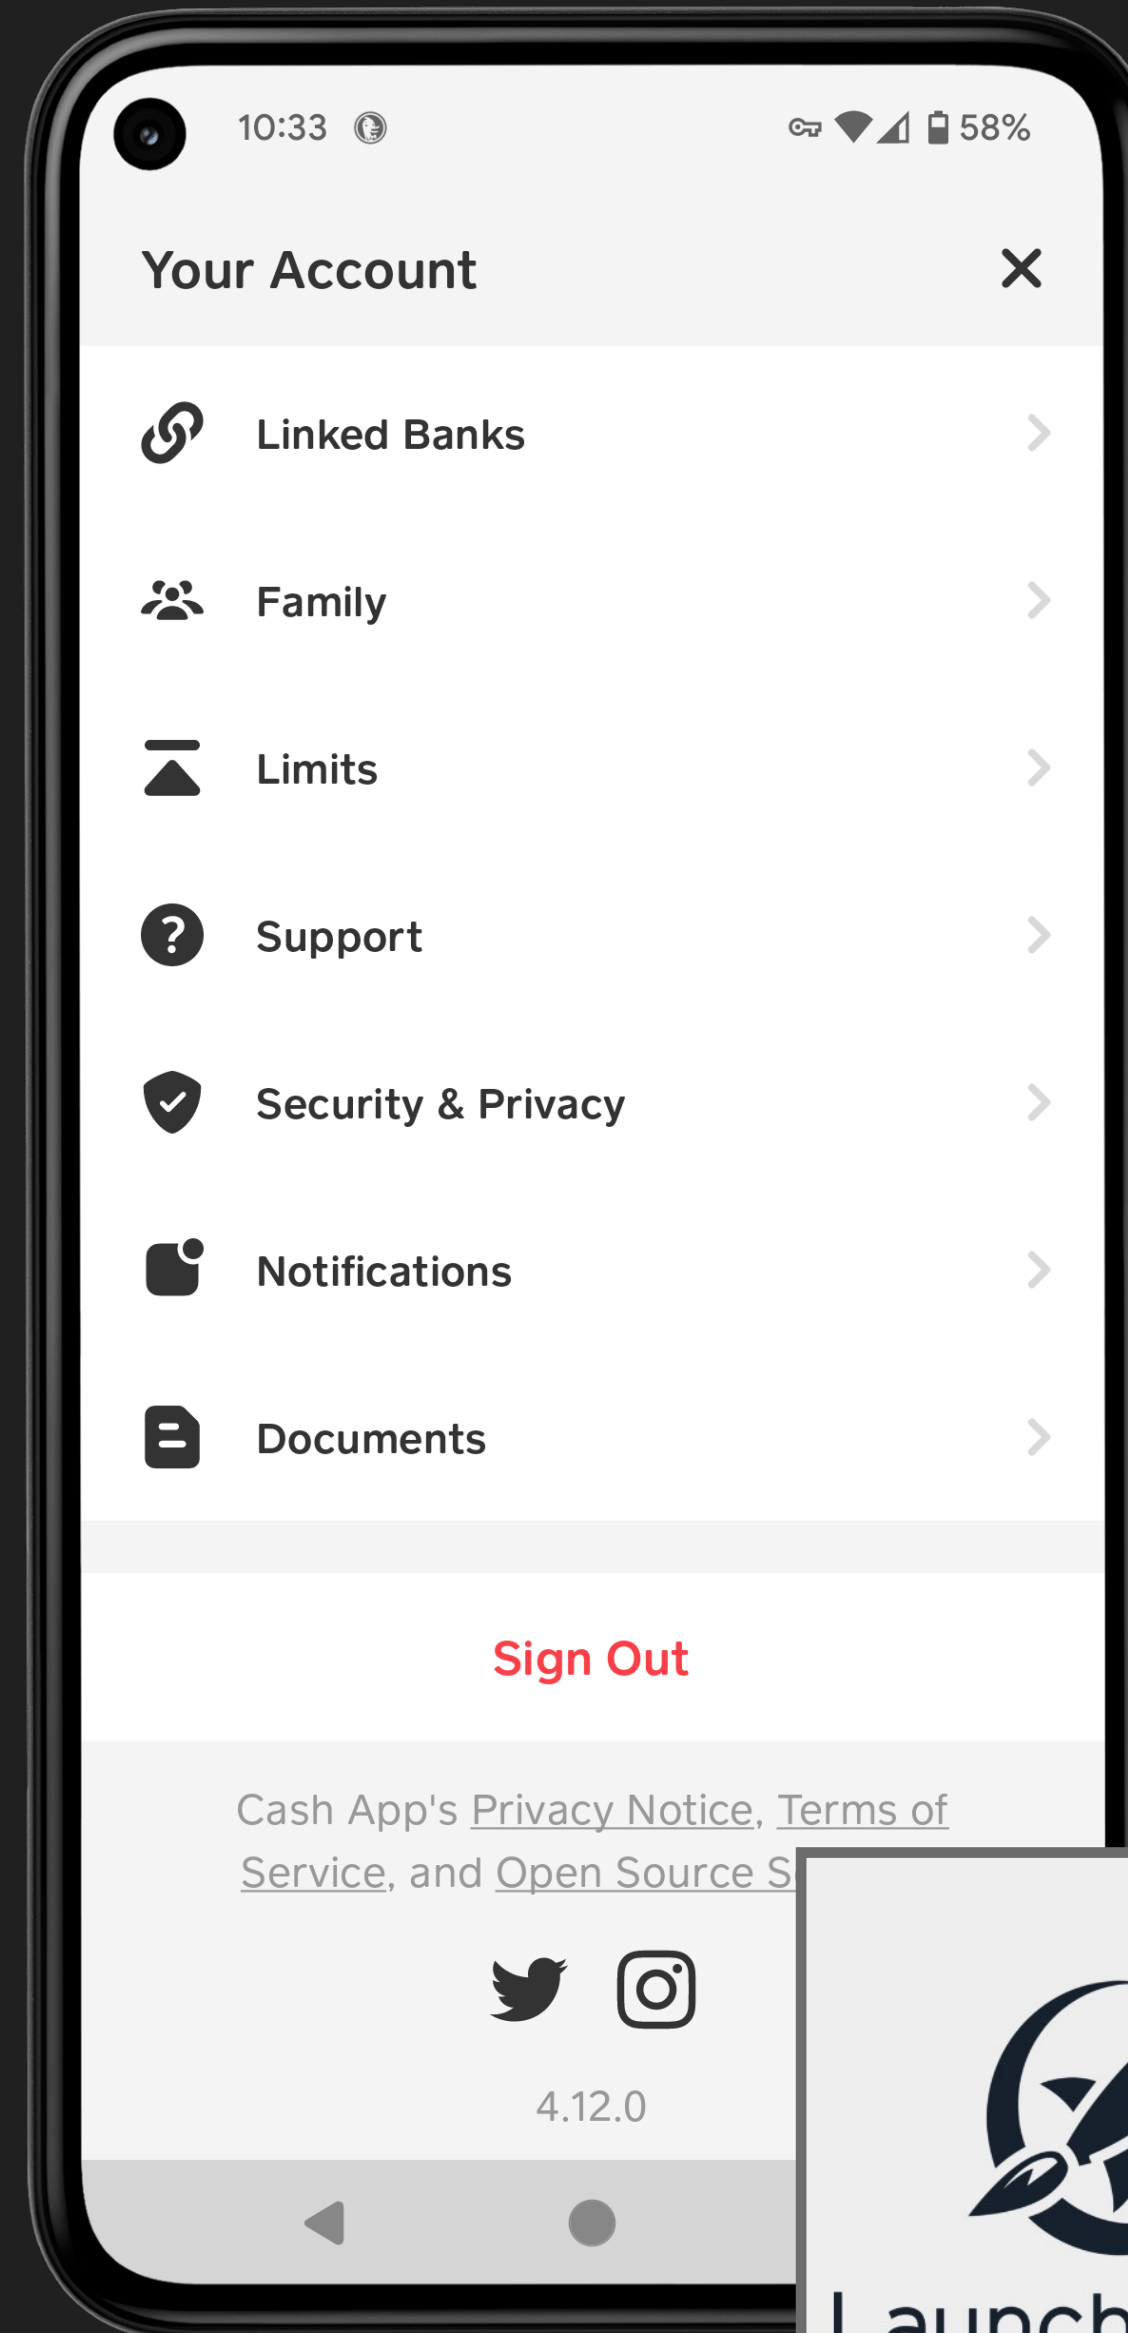 10:33 58%
Your Account
Linked Banks
Family
Limits
Support
Security & Privacy
Notifications
Documents
Sign Out
Cash App's Privacy Notice, Terms of
Service, and Open Source
4.12.0
Launch